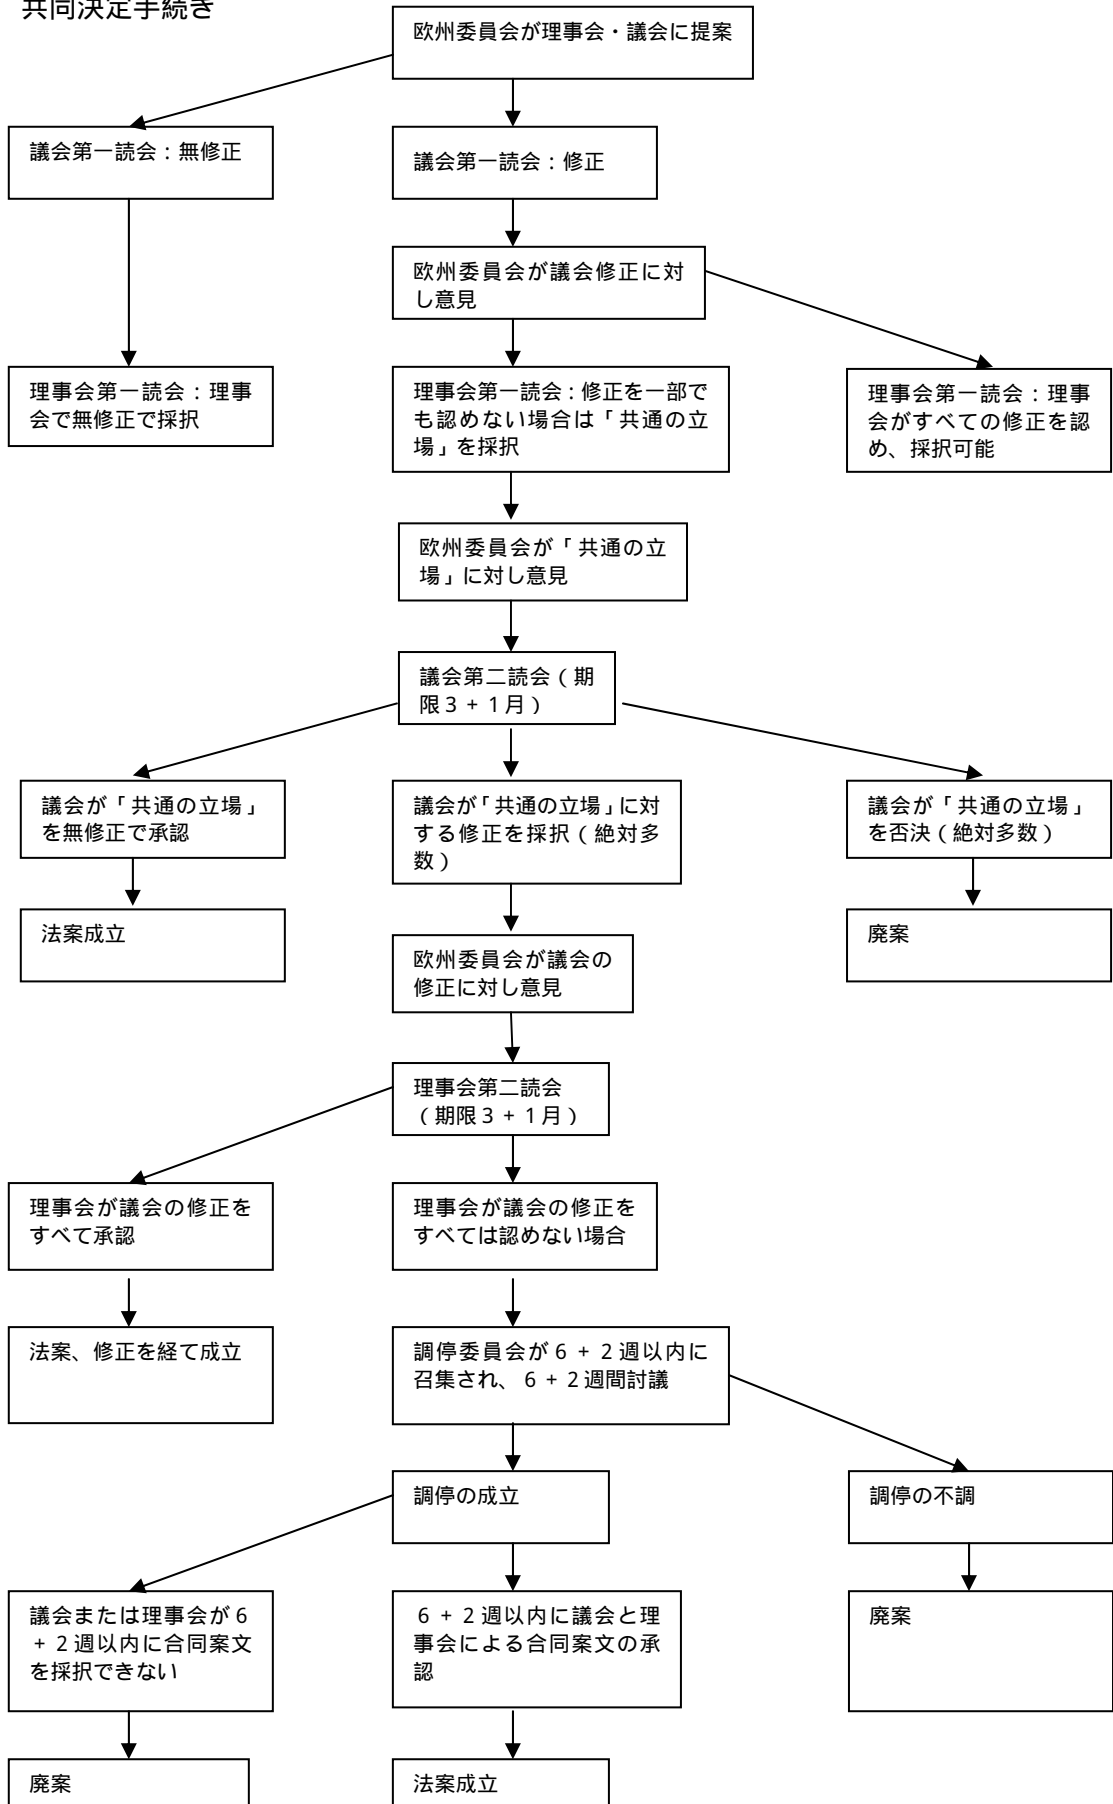 共同決定手続き
欧州委員会が理事会・議会に提案
議会第一読会：無修正
議会第一読会：修正
欧州委員会が議会修正に対
し意見
理事会第一読会：理事
会で無修正で採択
理事会第一読会：修正を一部で
も認めない場合は「共通の立
場」を採択
理事会第一読会：理事
会がすべての修正を認
め、採択可能
欧州委員会が「共通の立
場」に対し意見
議会第二読会（期
限３＋１月）
議会が「共通の立場」
を無修正で承認
議会が「共通の立場」に対
する修正を採択（絶対多
数）
議会が「共通の立場」
を否決（絶対多数）
法案成立
廃案
欧州委員会が議会の
修正に対し意見
理事会第二読会
（期限３＋１月）
理事会が議会の修正を
すべて承認
理事会が議会の修正を
すべては認めない場合
法案、修正を経て成立
調停委員会が６＋２週以内に
召集され、６＋２週間討議
調停の成立
調停の不調
議会または理事会が６
＋２週以内に合同案文
を採択できない
６＋２週以内に議会と理
事会による合同案文の承
認
廃案
廃案
法案成立